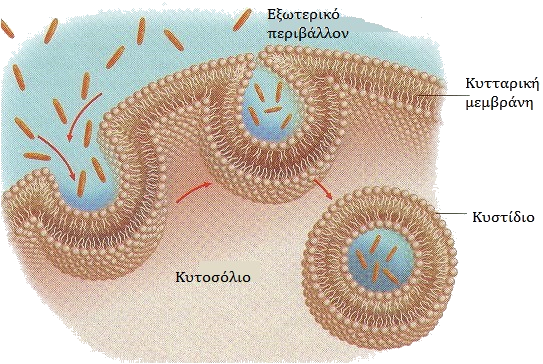 Εξωτερικό
περιβάλλον
Κυτταρική
μεμβράνη
Κυστίδιο
Κυτοσόλιο